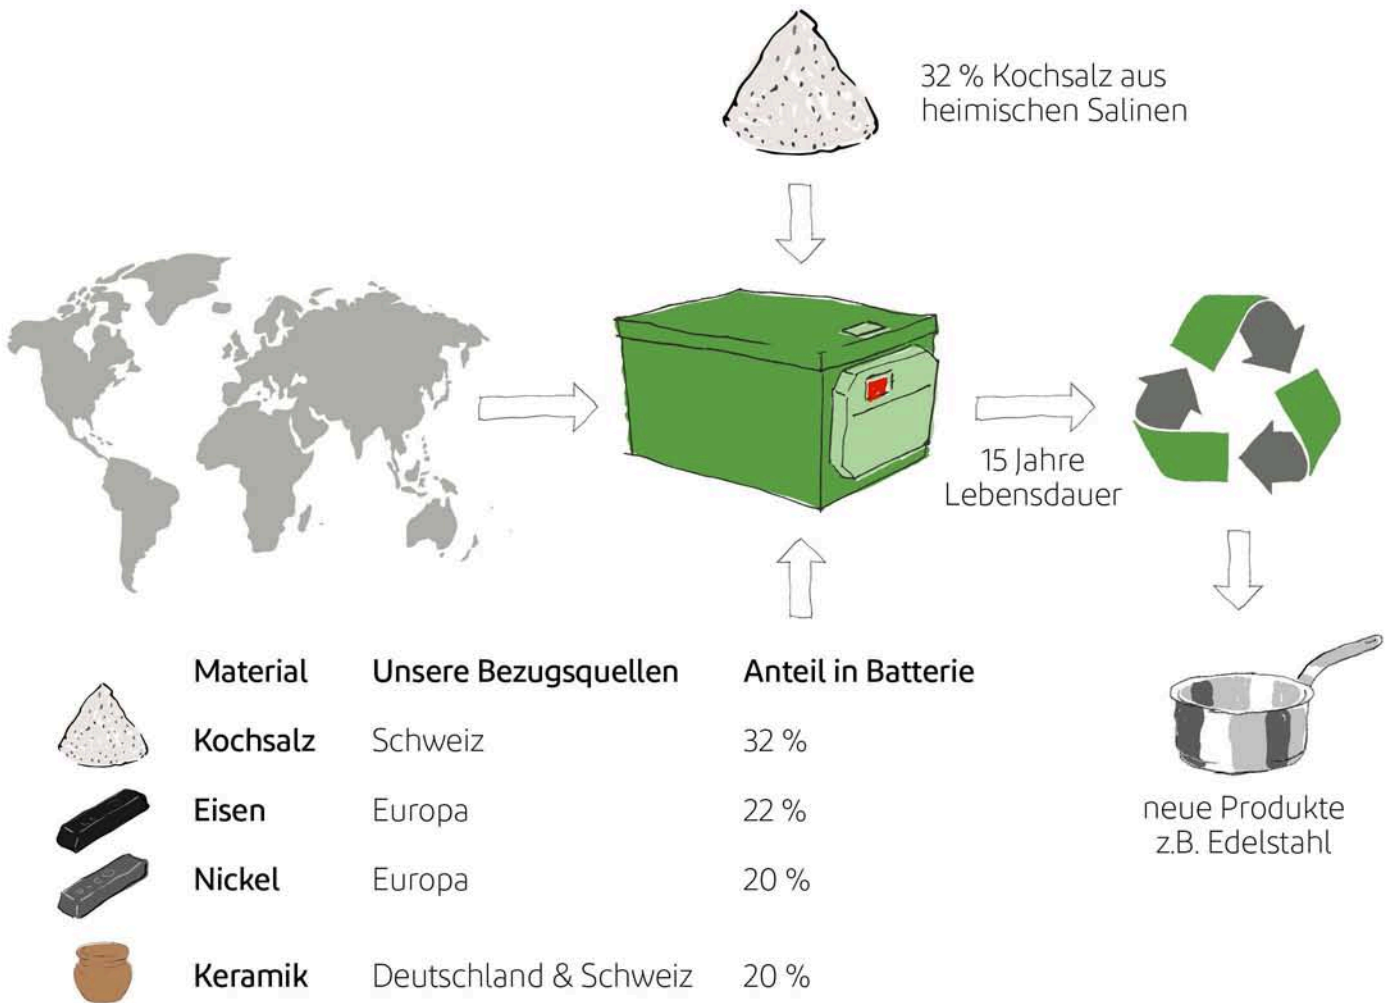 32 % Kochsalz aus
heimischen Salinen
15 Jahre
Lebensdauer
Material Unsere Bezugsquellen Anteil in Batterie
Kochsalz Schweiz 32 %
Eisen Europa 22 %
Nickel Europa 20 %
Keramik Deutschland & Schweiz 20 %
neue Produkte
z.B. Edelstahl